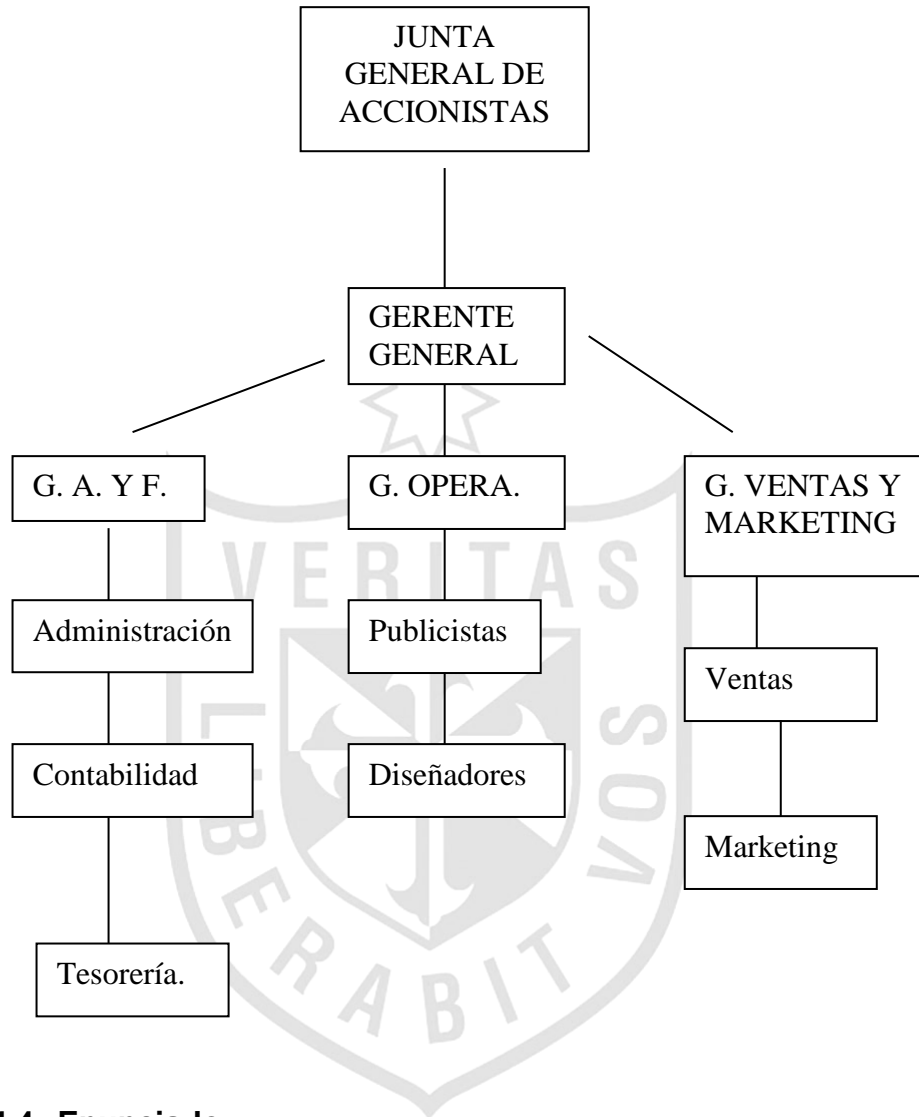 JUNTA
GENERAL DE
ACCIONISTAS
GERENTE
GENERAL
G. A. Y F.
G. OPERA.
G. VENTAS Y
MARKETING
VERITAS
LIBERABIT VOS
Administración
Publicistas
Ventas
Contabilidad
Diseñadores
Marketing
Tesorería.